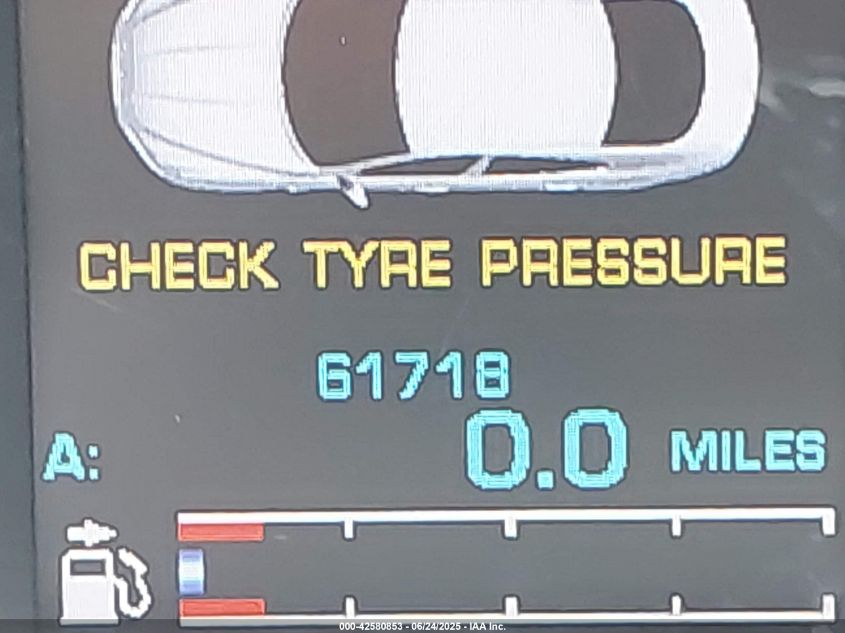 CHECK TYRE PRESSURE
61718
A: 0.0 MILES
000-42580853 - 06/24/2025 - IAA Inc.